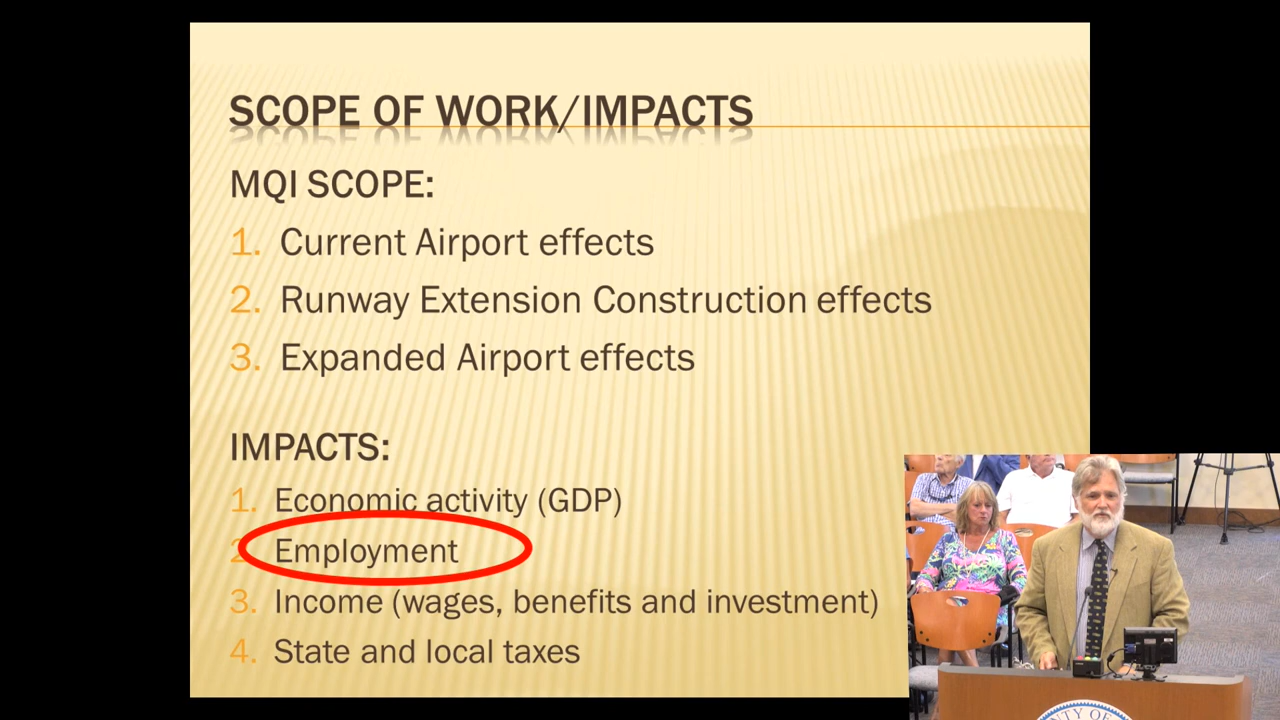 SCOPE OF WORK/IMPACTS
MQI SCOPE:
1. Current Airport effects
2. Runway Extension Construction effects
3. Expanded Airport effects
IMPACTS:
1. Economic activity (GDP)
2. Employment
3. Income (wages, benefits and investment)
4. State and local taxes